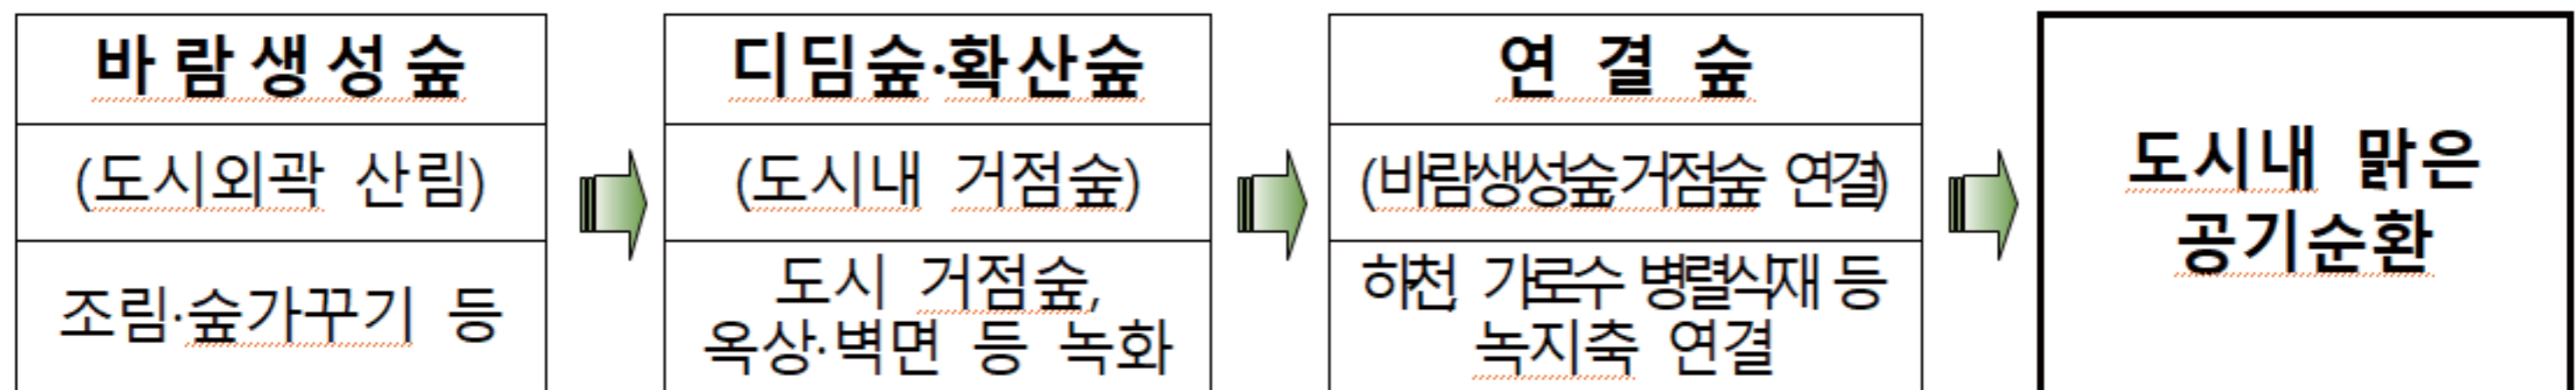 바람생성숲
(도시외곽 산림)
조림·숲가꾸기 등
디딤숲·확산숲
(도시내 거점숲)
도시 거점숲,
옥상·벽면 등 녹화
연결숲
(바람생성숲,거점숲 연결)
하천, 가로수 병렬식재 등
녹지축 연결
도시내 맑은
공기순환